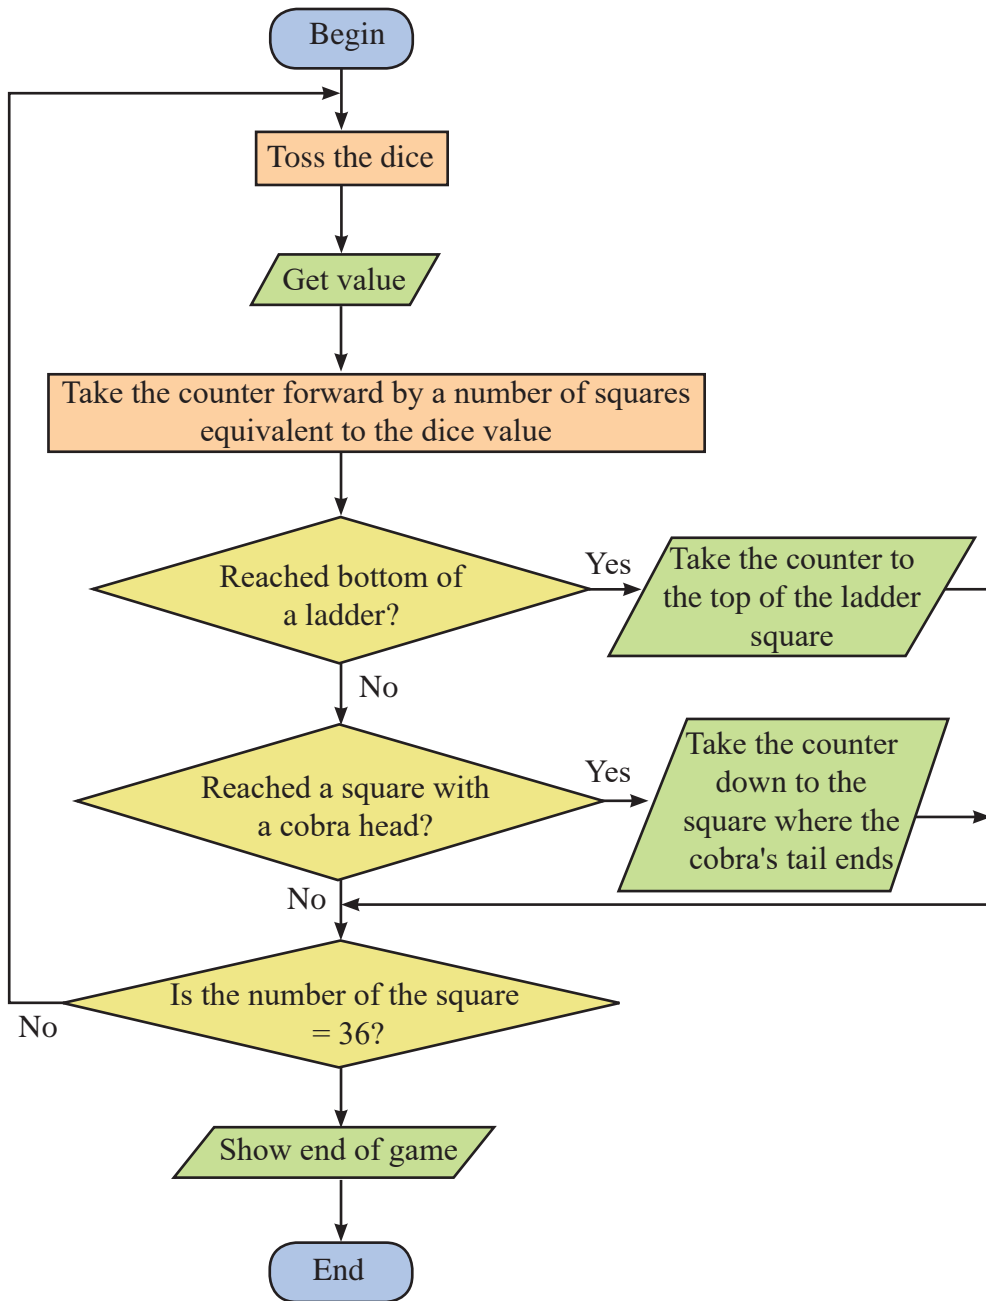 Begin
Toss the dice
Get value
Take the counter forward by a number of squares
equivalent to the dice value
Reached bottom of
a ladder?
Yes
Take the counter to
the top of the ladder
square
No
Reached a square with
a cobra head?
Yes
Take the counter
down to the
square where the
cobra's tail ends
No
Is the number of the square
= 36?
No
Show end of game
End